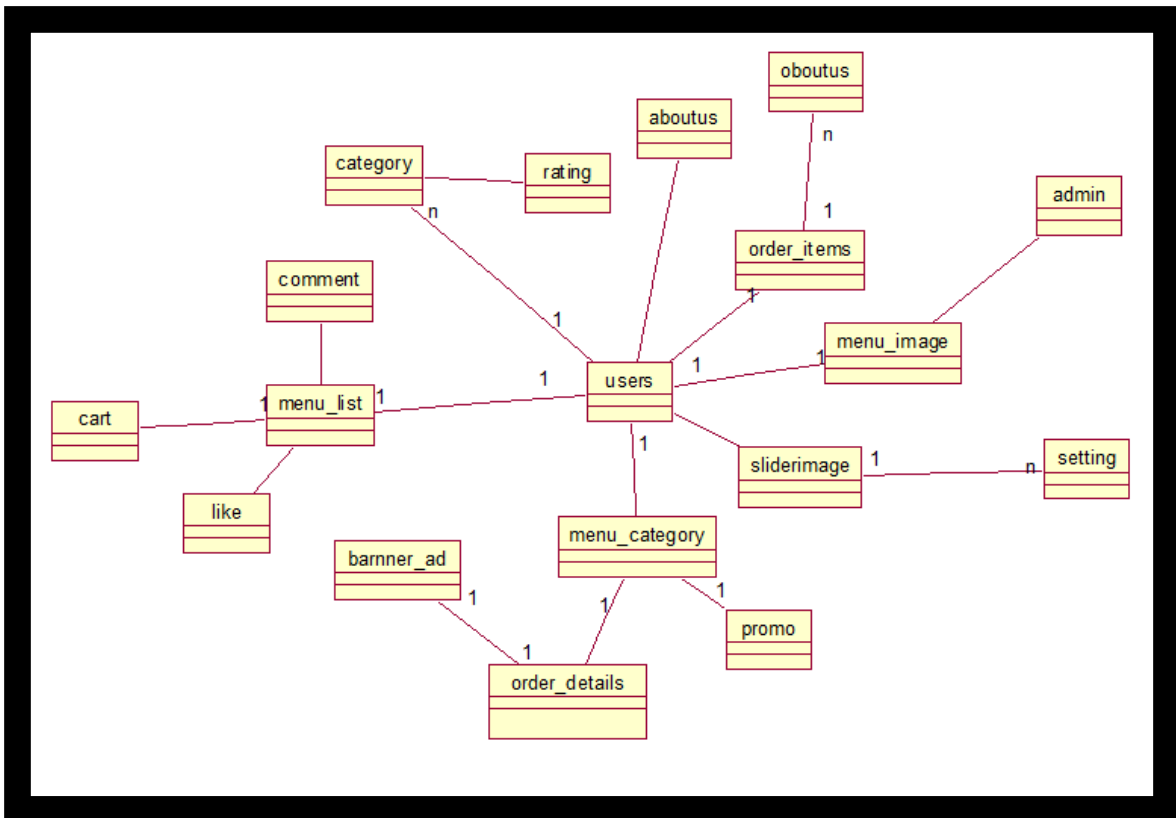 oboutus
aboutus
n
category
rating
admin
n
1
order_items
comment
1
1
menu_image
1
1
users
1
1
menu_list
1
cart
1
sliderimage
1
n
setting
like
menu_category
barnner_ad
1
1
1
promo
1
order_details